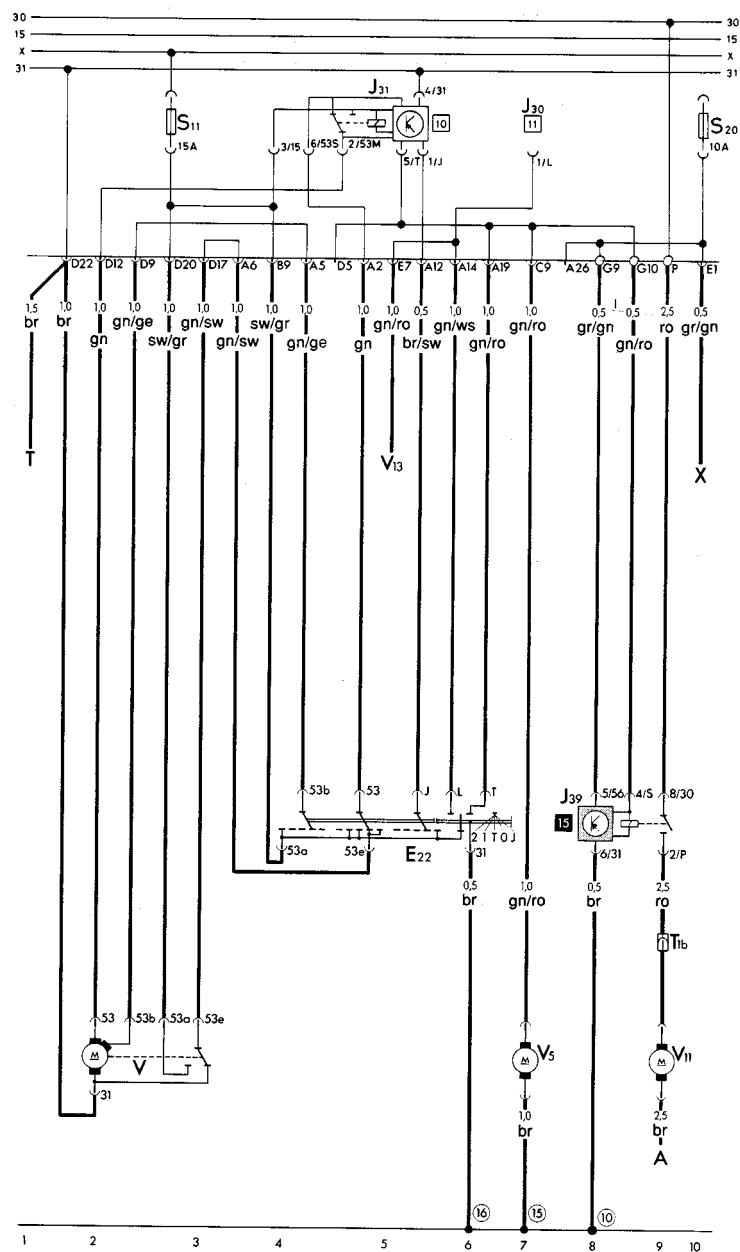 30 30
15 15
X X
31 31
J31 4/31
J30
S11 10 11 S20
15A 3/15 6/53S 2/53M 10A
5/T 1/J 1/L
D22 D12 D9 D20 D17 A6 B9 A5 D5 A2 E7 A12 A14 A19 C9 A26 G9 G10 P E1
1,5 1,0 1,0 1,0 1,0 1,0 1,0 1,0 1,0 1,0 1,0 0,5 1,0 1,0 1,0 0,5 0,5 2,5 0,5
br br gn/ge gn/sw sw/gr gn/ro gn/ws gn/ro gr/gn ro gr/gn
gn sw/gr gn/sw gn/ge gn br/sw gn/ro gn/ro
T V13 X
53b 53 J L T J39 5/56 4/S 8/30
15
2 1 T 0 J
53a 53e E22 31 6/31 2/P
0,5 1,0 0,5 2,5
br gn/ro br ro
T1b
53 53b 53a 53e
M V M V5 M V11
31
1,0 2,5
br br
A
16 15 10
1 2 3 4 5 6 7 8 9 10